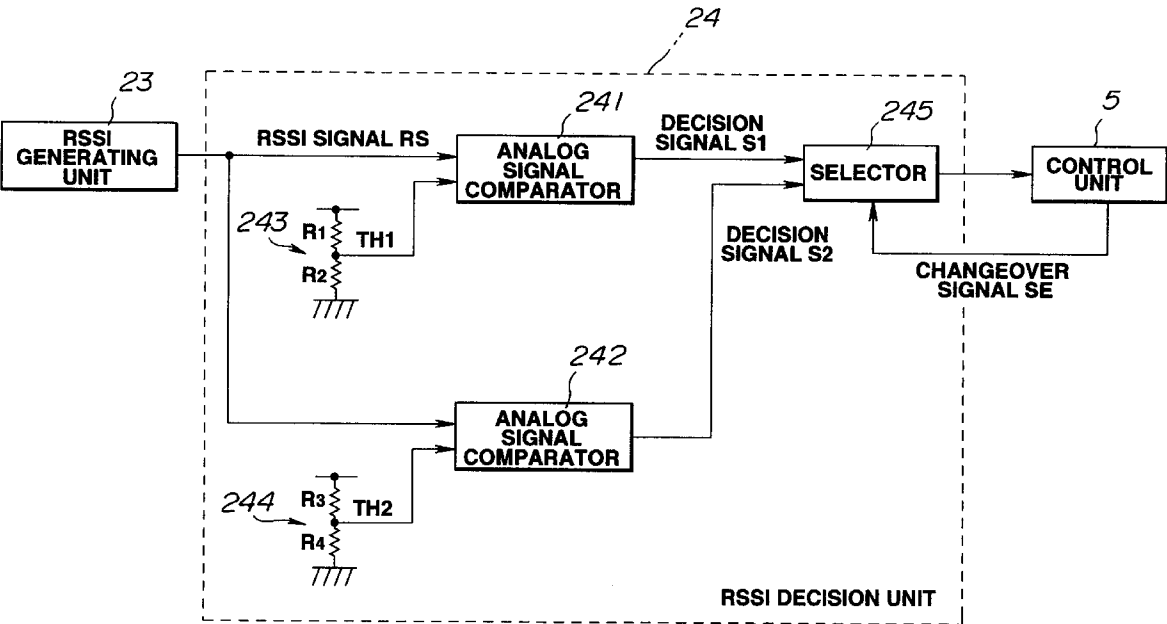 24
23
241
245
5
RSSI
GENERATING
UNIT
RSSI SIGNAL RS
ANALOG
SIGNAL
COMPARATOR
DECISION
SIGNAL S1
SELECTOR
CONTROL
UNIT
243
R1
TH1
R2
DECISION
SIGNAL S2
CHANGEOVER
SIGNAL SE
242
ANALOG
SIGNAL
COMPARATOR
244
R3
TH2
R4
RSSI DECISION UNIT